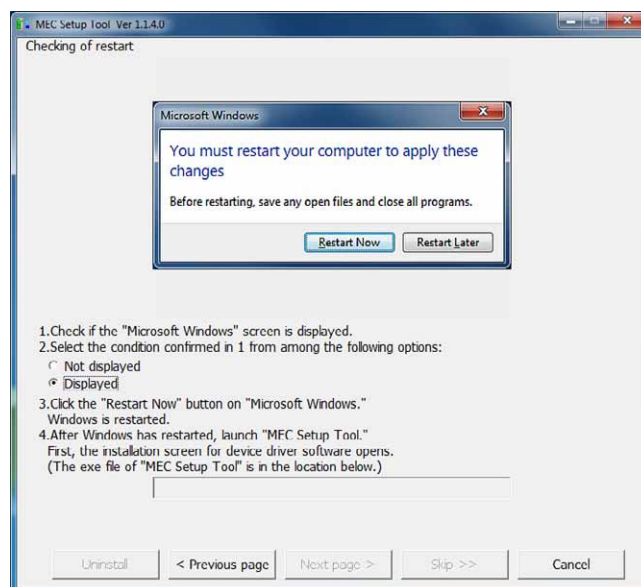 MEC Setup Tool Ver 1.1.4.0
Checking of restart
Microsoft Windows
You must restart your computer to apply these
changes
Before restarting, save any open files and close all programs.
Restart Now Restart Later
1.Check if the "Microsoft Windows" screen is displayed.
2.Select the condition confirmed in 1 from among the following options:
Not displayed
Displayed
3.Click the "Restart Now" button on "Microsoft Windows."
Windows is restarted.
4.After Windows has restarted, launch "MEC Setup Tool."
First, the installation screen for device driver software opens.
(The exe file of "MEC Setup Tool" is in the location below.)
Uninstall < Previous page Next page > Skip >> Cancel